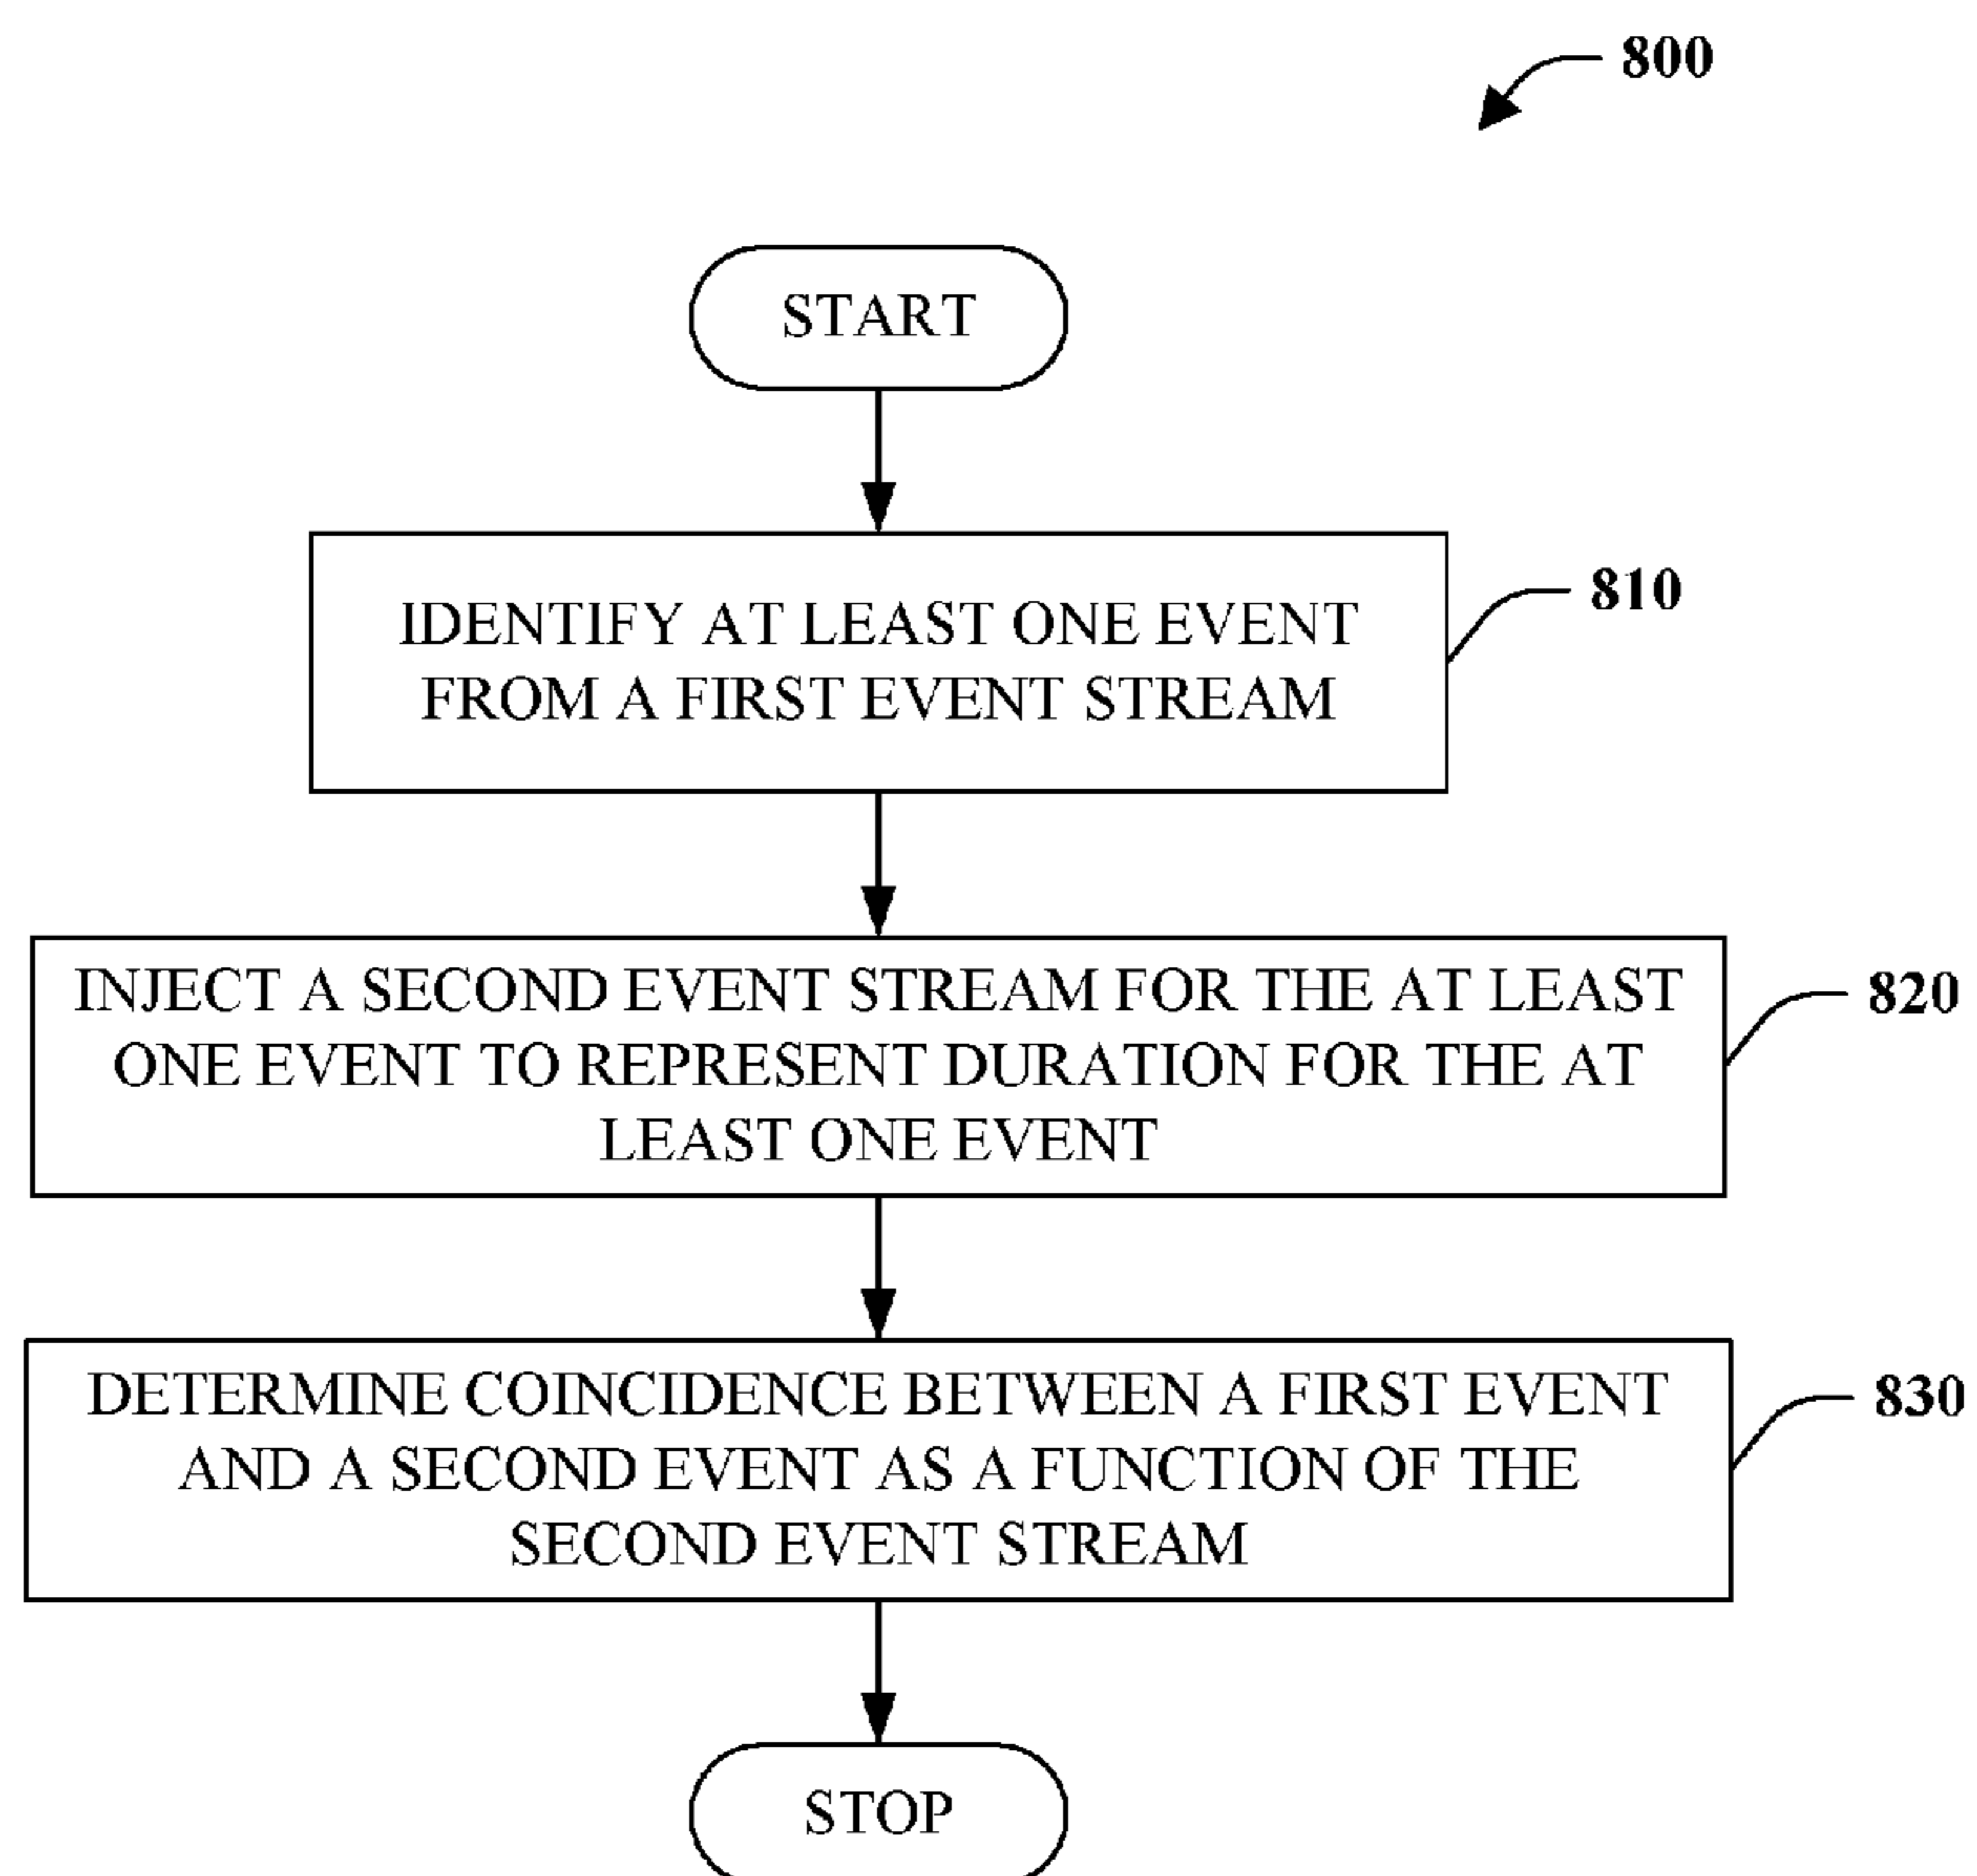 800
START
IDENTIFY AT LEAST ONE EVENT
FROM A FIRST EVENT STREAM
810
INJECT A SECOND EVENT STREAM FOR THE AT LEAST
ONE EVENT TO REPRESENT DURATION FOR THE AT
LEAST ONE EVENT
820
DETERMINE COINCIDENCE BETWEEN A FIRST EVENT
AND A SECOND EVENT AS A FUNCTION OF THE
SECOND EVENT STREAM
830
STOP